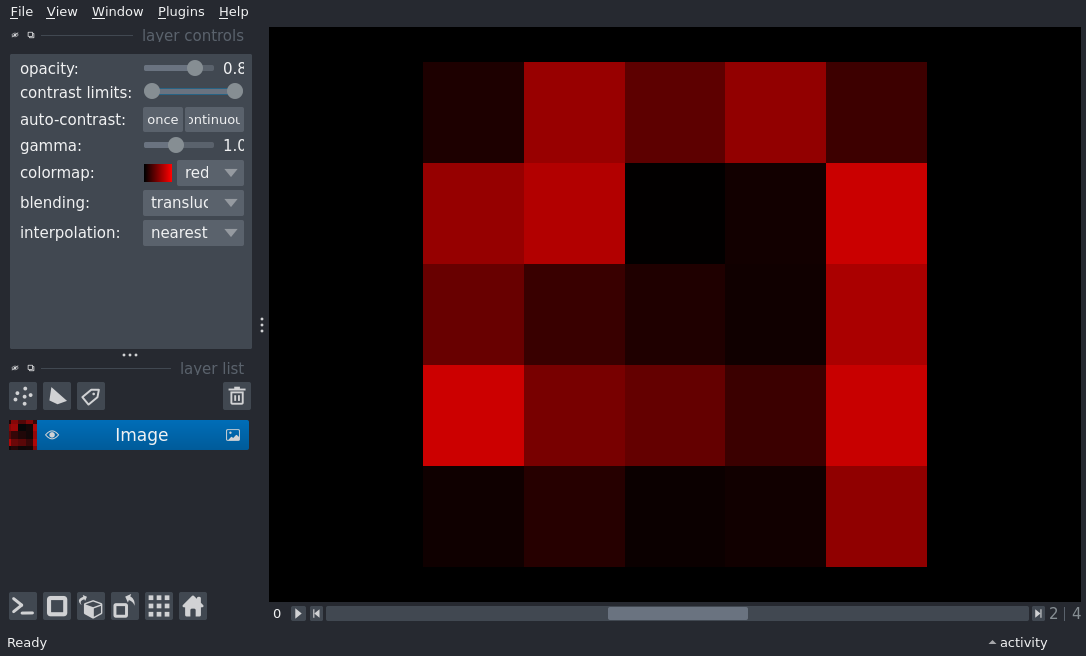 File View Window Plugins Help
layer controls
opacity: 0.8
contrast limits:
auto-contrast: once ontinuou
gamma: 1.0
colormap: red
blending: transluc
interpolation: nearest
layer list
Image
0 2 | 4
Ready activity